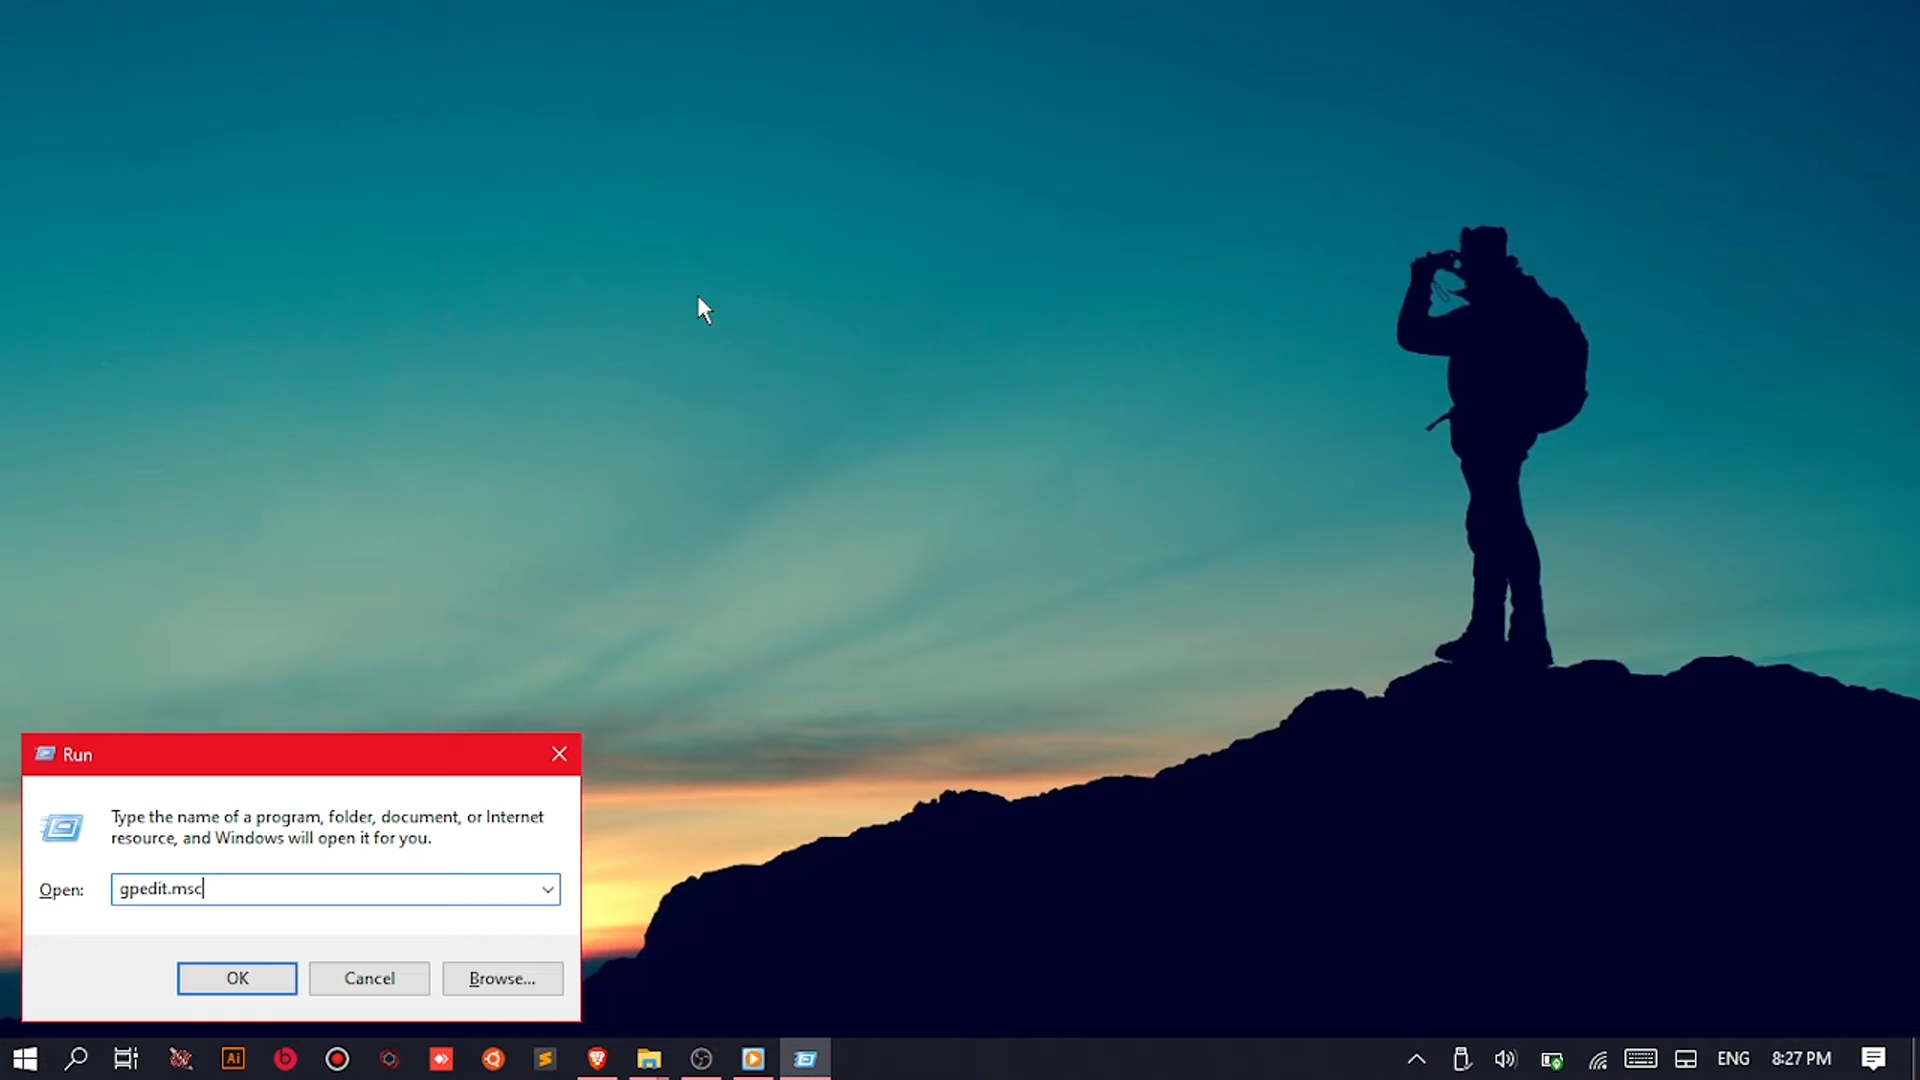 Run
Type the name of a program, folder, document, or Internet
resource, and Windows will open it for you.
Open: gpedit.msc
OK Cancel Browse...
Ai ENG 8:27 PM